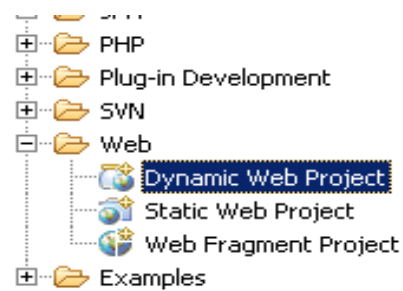 PHP
Plug-in Development
SVN
Web
Dynamic Web Project
Static Web Project
Web Fragment Project
Examples